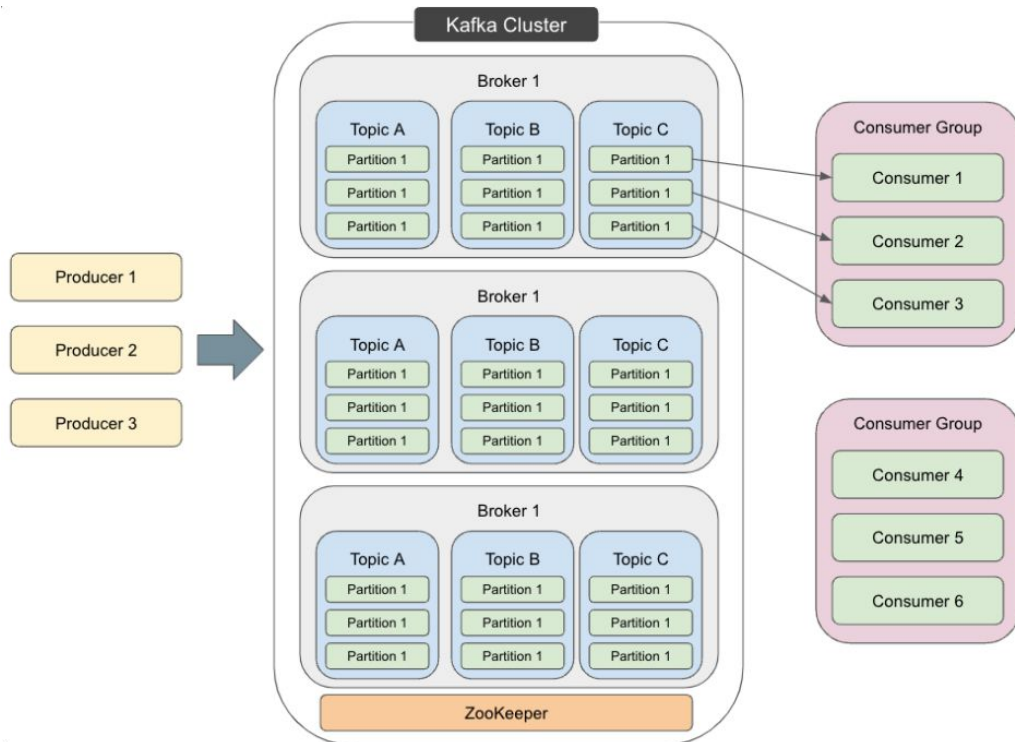 Kafka Cluster
Broker 1
Topic A
Partition 1
Partition 1
Partition 1
Topic B
Partition 1
Partition 1
Partition 1
Topic C
Partition 1
Partition 1
Partition 1
Broker 1
Topic A
Partition 1
Partition 1
Partition 1
Topic B
Partition 1
Partition 1
Partition 1
Topic C
Partition 1
Partition 1
Partition 1
Broker 1
Topic A
Partition 1
Partition 1
Partition 1
Topic B
Partition 1
Partition 1
Partition 1
Topic C
Partition 1
Partition 1
Partition 1
ZooKeeper
Producer 1
Producer 2
Producer 3
Consumer Group
Consumer 1
Consumer 2
Consumer 3
Consumer Group
Consumer 4
Consumer 5
Consumer 6